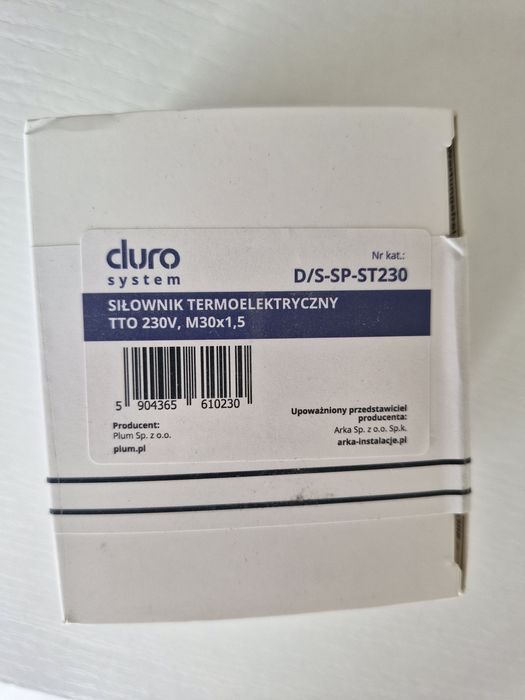 duro
system
Nr kat.:
D/S-SP-ST230
SIŁOWNIK TERMOELEKTRYCZNY
TTO 230V, M30x1,5
5 904365 610230
Producent:
Plum Sp. z o.o.
plum.pl
Upoważniony przedstawiciel
producenta:
Arka Sp. z o.o. Sp.k.
arka-instalacje.pl